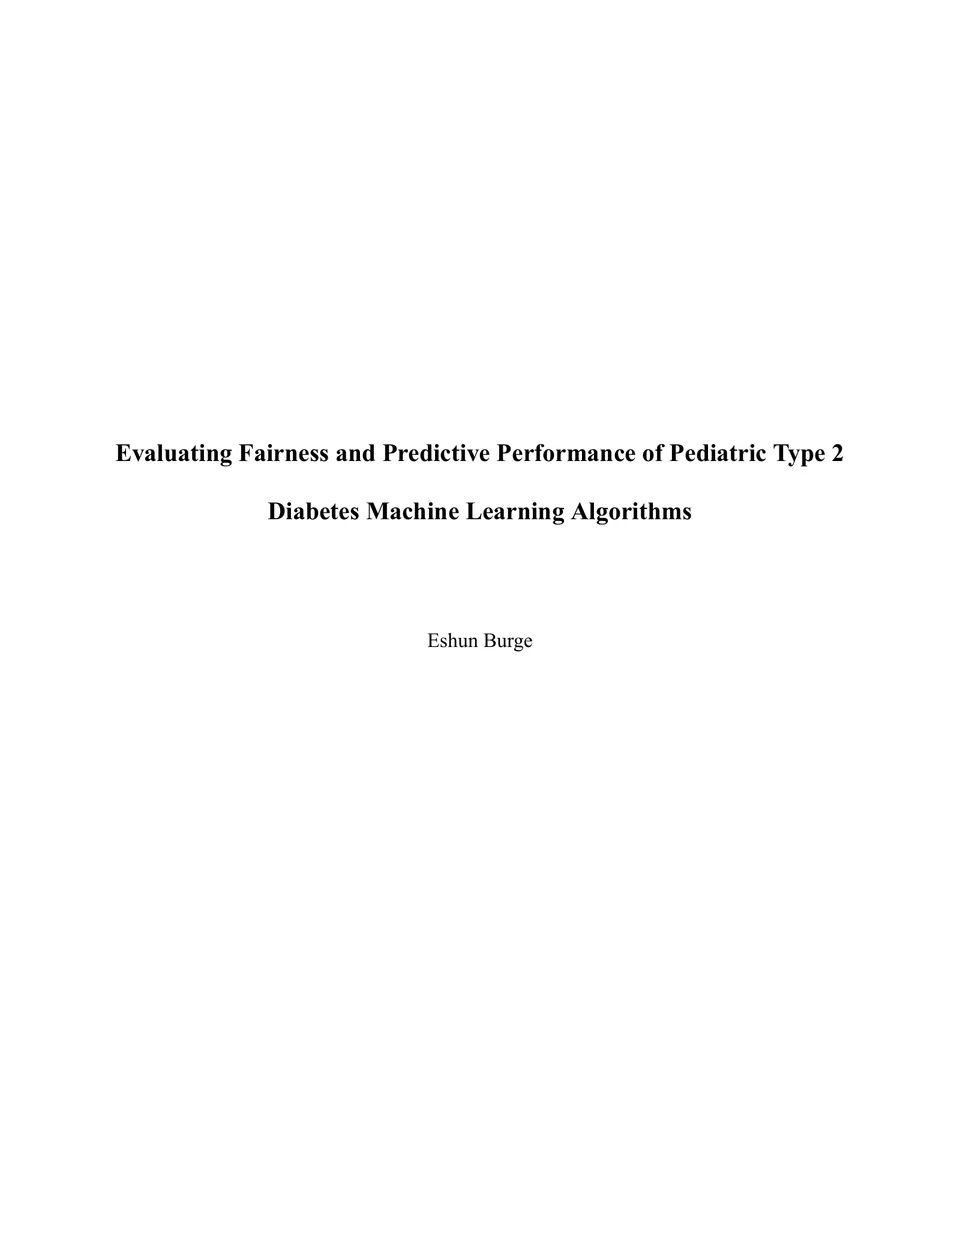 Evaluating Fairness and Predictive Performance of Pediatric Type 2
Diabetes Machine Learning Algorithms
Eshun Burge